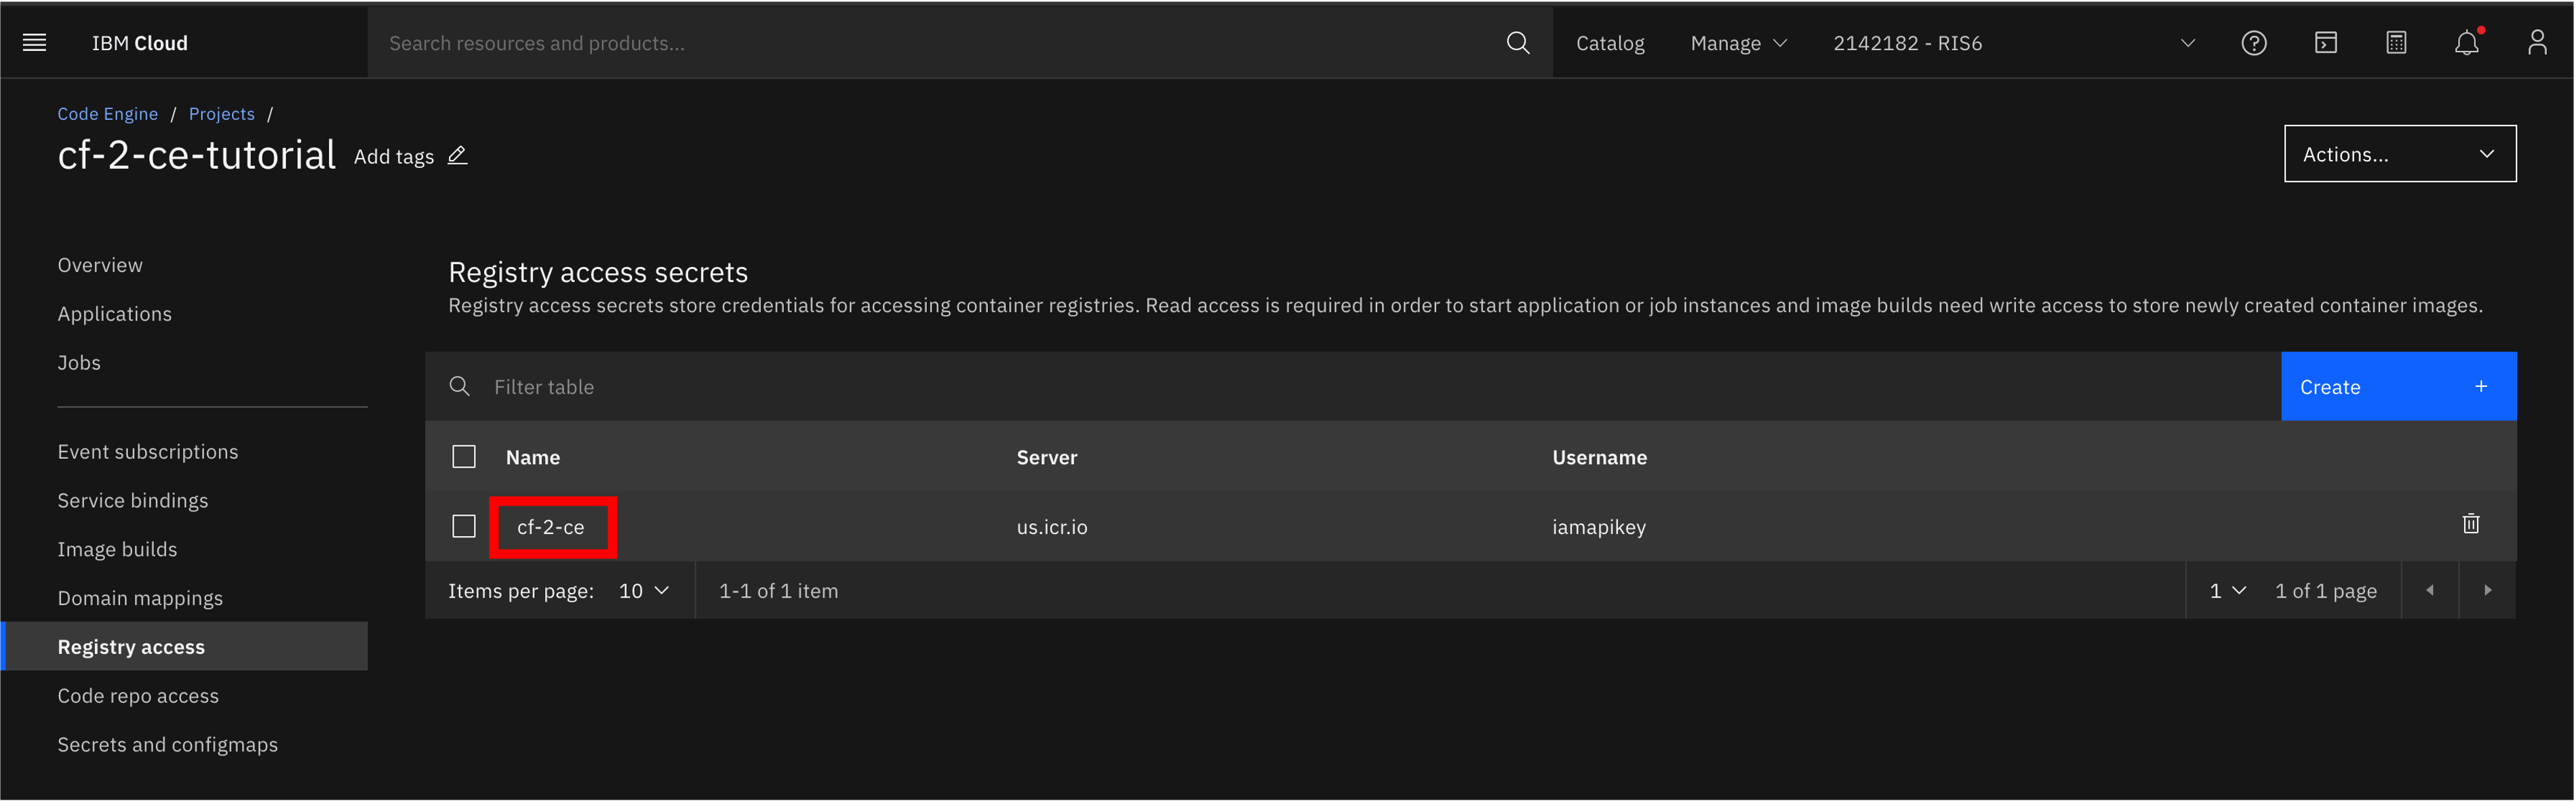 IBM Cloud
Search resources and products...
Catalog
Manage
2142182 - RIS6
Code Engine / Projects /
cf-2-ce-tutorial Add tags
Actions...
Overview
Applications
Jobs
Event subscriptions
Service bindings
Image builds
Domain mappings
Registry access
Code repo access
Secrets and configmaps
Registry access secrets
Registry access secrets store credentials for accessing container registries. Read access is required in order to start application or job instances and image builds need write access to store newly created container images.
Filter table
Create +
Name Server Username
cf-2-ce us.icr.io iamapikey
Items per page: 10 1-1 of 1 item 1 1 of 1 page